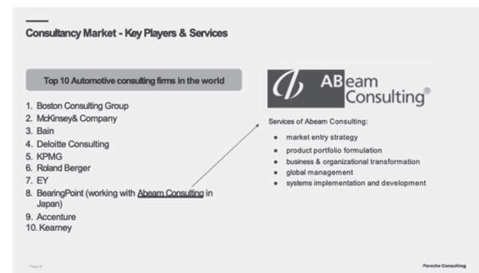 Consultancy Market - Key Players & Services
Top 10 Automotive consulting firms in the world
1. Boston Consulting Group
2. McKinsey& Company
3. Bain
4. Deloitte Consulting
5. KPMG
6. Roland Berger
7. EY
8. BearingPoint (working with Abeam Consulting in
Japan)
9. Accenture
10. Kearney
ABeam
Consulting®
Services of Abeam Consulting:
● market entry strategy
● product portfolio formulation
● business & organizational transformation
● global management
● systems implementation and development
Porsche Consulting